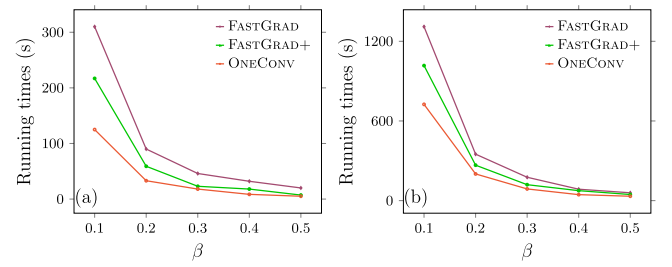 Running times (s)
300
200
100
0
FASTGRAD
FASTGRAD+
ONECONV
(a)
0.1 0.2 0.3 0.4 0.5
β
Running times (s)
1200
600
0
FASTGRAD
FASTGRAD+
ONECONV
(b)
0.1 0.2 0.3 0.4 0.5
β